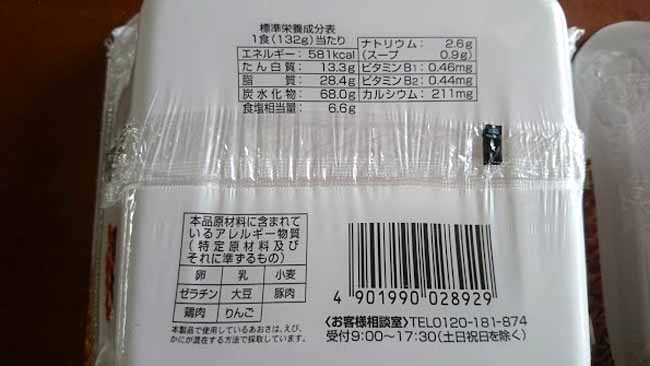 標準栄養成分表
1食(132g)当たり
エネルギー: 581kcal ナトリウム: 2.6g
たん白質: 13.3g (スープ 0.9g)
脂質: 28.4g ビタミンB1: 0.46mg
炭水化物: 68.0g ビタミンB2: 0.44mg
食塩相当量: 6.6g カルシウム: 211mg
本品原材料に含まれて
いるアレルギー物質
(特定原材料及び
それに準ずるもの)
卵 乳 小麦
ゼラチン 大豆 豚肉
鶏肉 りんご
本製品で使用しているあおさは、えび、
かにが混在する方法で採取しています。
4 901990 028929
〈お客様相談室〉TEL0120-181-874
受付9:00〜17:30(土日祝日を除く)